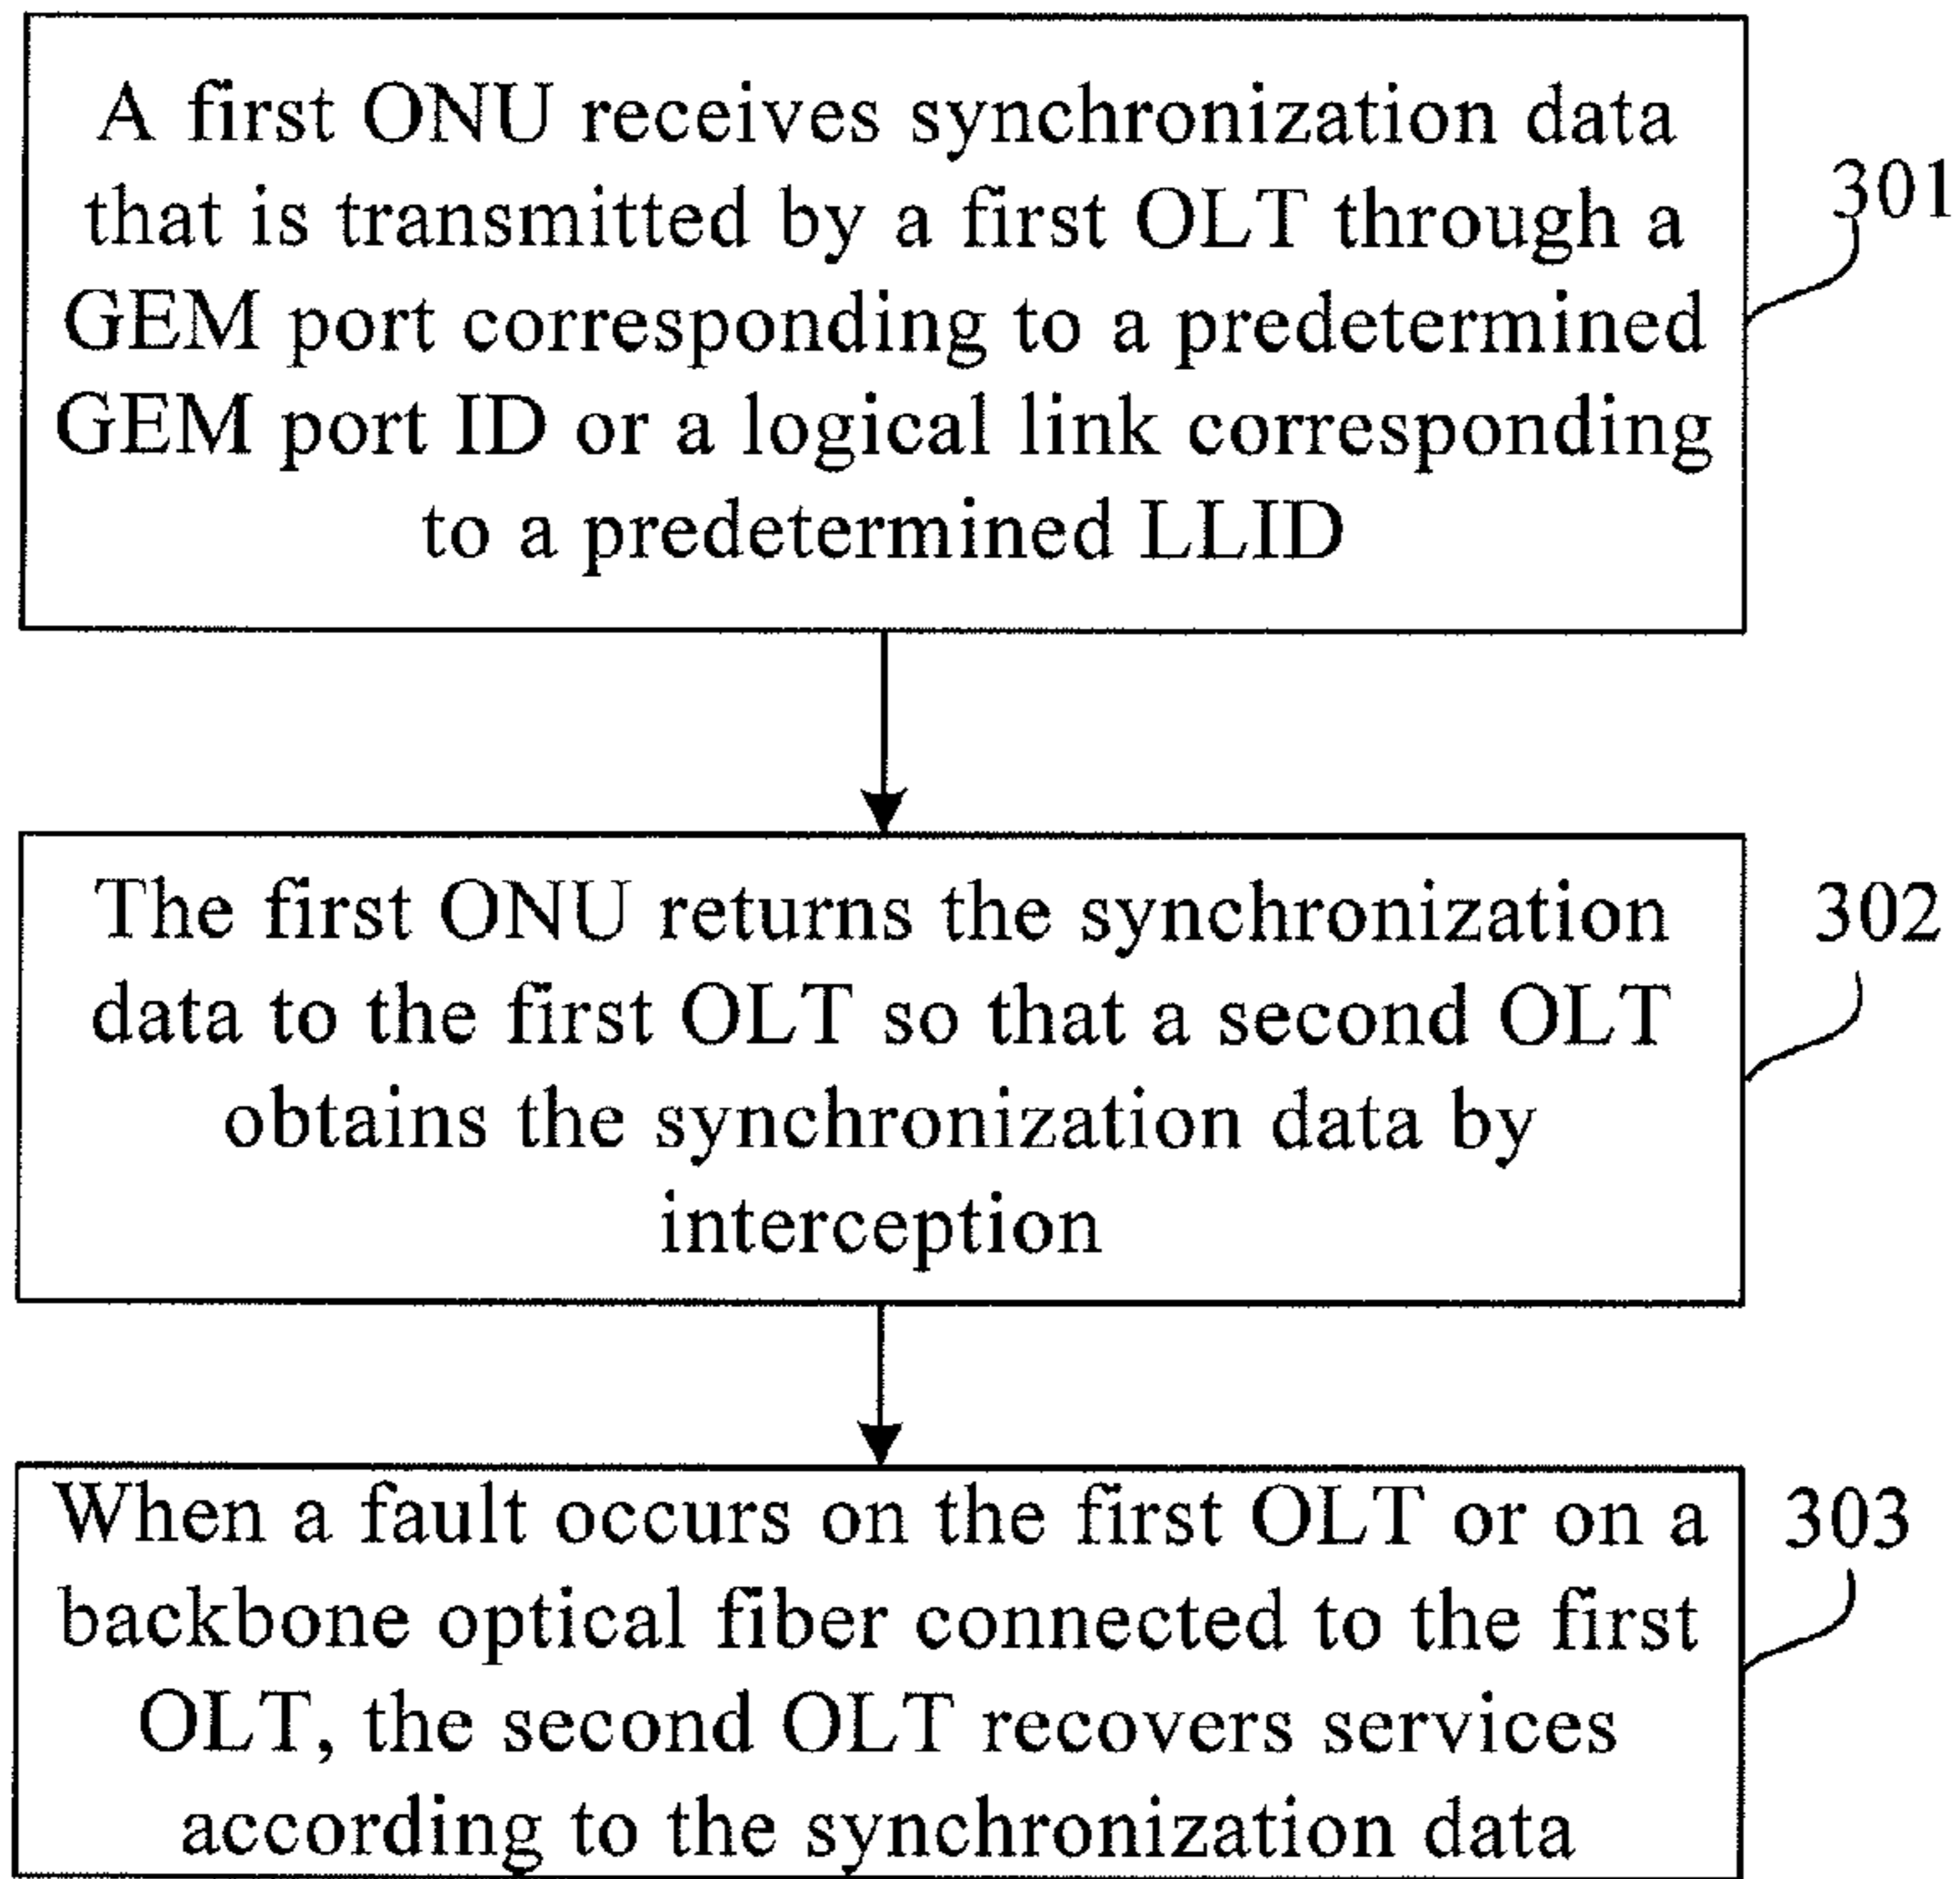 A first ONU receives synchronization data
that is transmitted by a first OLT through a
GEM port corresponding to a predetermined
GEM port ID or a logical link corresponding
to a predetermined LLID
301
The first ONU returns the synchronization
data to the first OLT so that a second OLT
obtains the synchronization data by
interception
302
When a fault occurs on the first OLT or on a
backbone optical fiber connected to the first
OLT, the second OLT recovers services
according to the synchronization data
303